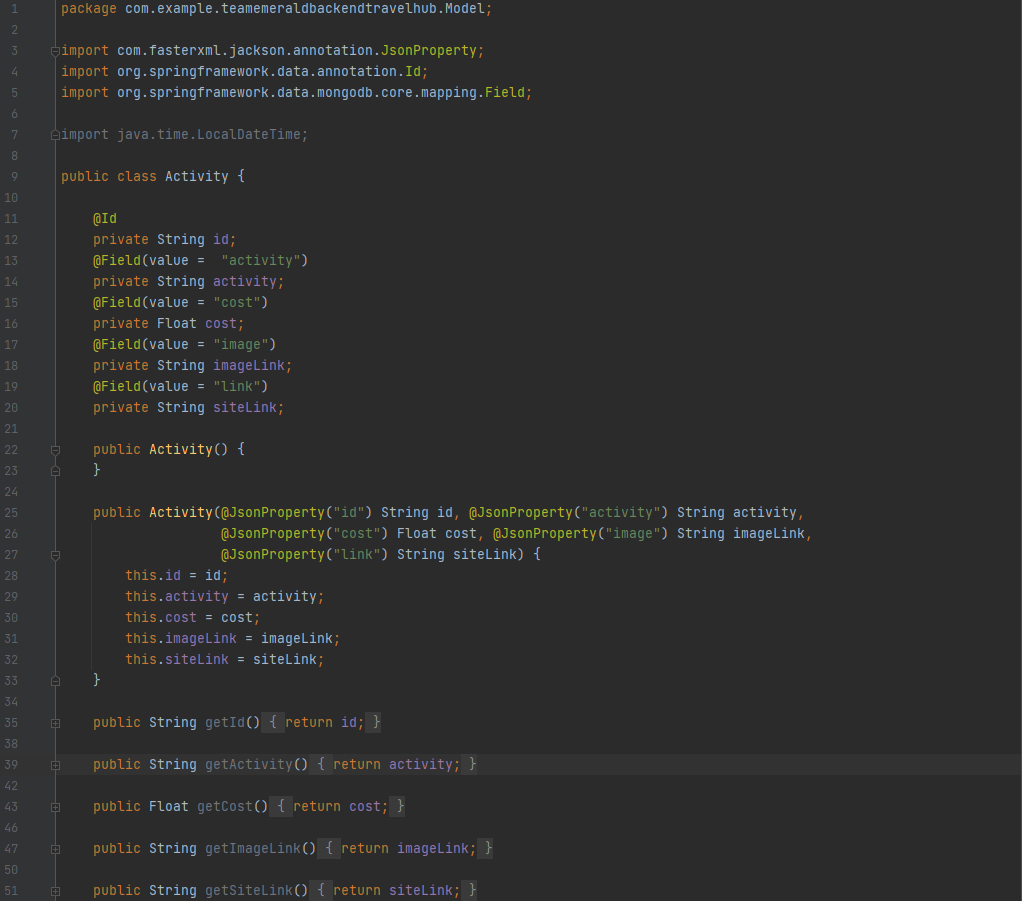 1 package com.example.teamemeraldbackendtravelhub.Model;
2
3 import com.fasterxml.jackson.annotation.JsonProperty;
4 import org.springframework.data.annotation.Id;
5 import org.springframework.data.mongodb.core.mapping.Field;
6
7 import java.time.LocalDateTime;
8
9 public class Activity {
10
11     @Id
12     private String id;
13     @Field(value =  "activity")
14     private String activity;
15     @Field(value = "cost")
16     private Float cost;
17     @Field(value = "image")
18     private String imageLink;
19     @Field(value = "link")
20     private String siteLink;
21
22     public Activity() {
23     }
24
25     public Activity(@JsonProperty("id") String id, @JsonProperty("activity") String activity,
26                     @JsonProperty("cost") Float cost, @JsonProperty("image") String imageLink,
27                     @JsonProperty("link") String siteLink) {
28         this.id = id;
29         this.activity = activity;
30         this.cost = cost;
31         this.imageLink = imageLink;
32         this.siteLink = siteLink;
33     }
34
35     public String getId() { return id; }
38
39     public String getActivity() { return activity; }
42
43     public Float getCost() { return cost; }
46
47     public String getImageLink() { return imageLink; }
50
51     public String getSiteLink() { return siteLink; }